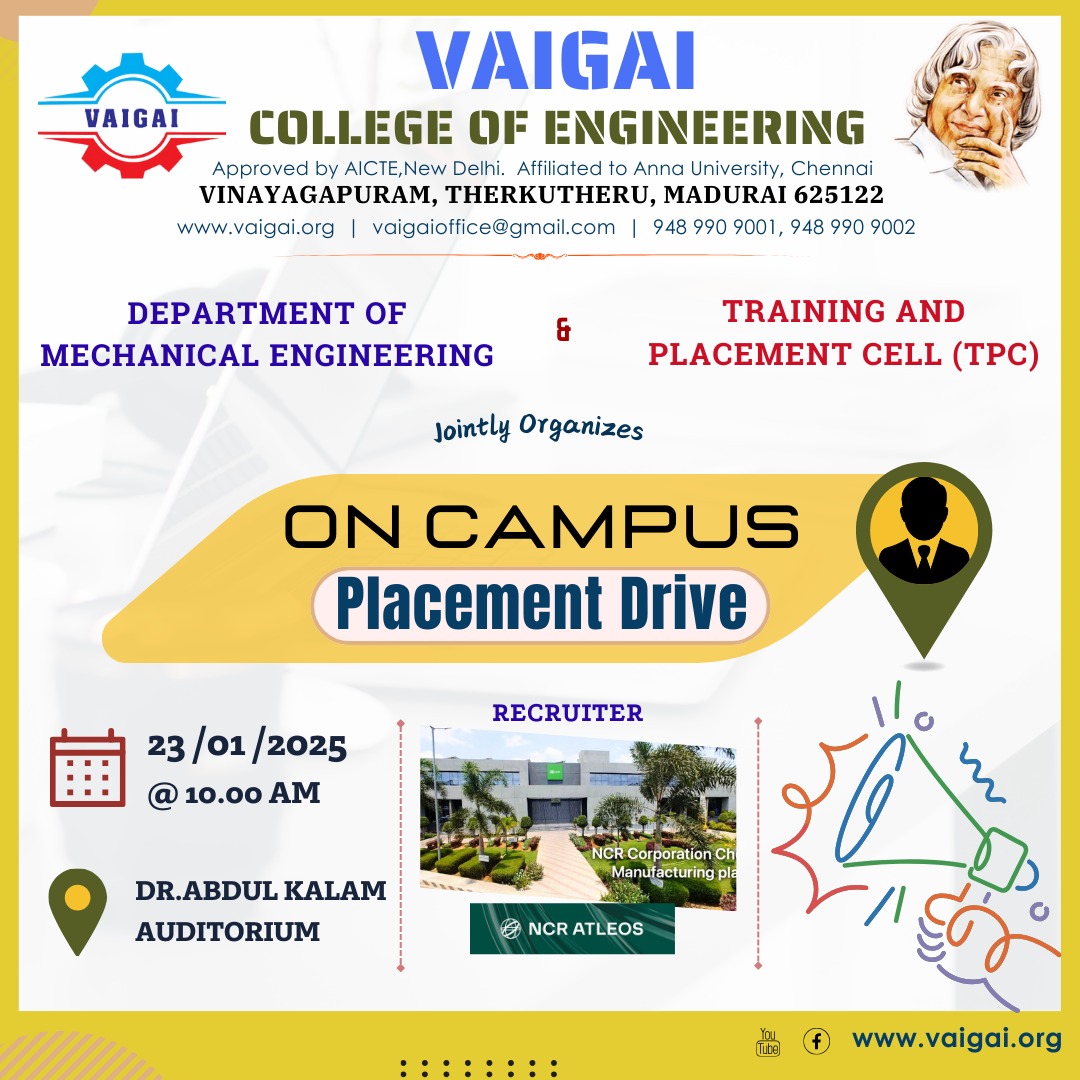 VAIGAI
VAIGAI
COLLEGE OF ENGINEERING
Approved by AICTE,New Delhi. Affiliated to Anna University, Chennai
VINAYAGAPURAM, THERKUTHERU, MADURAI 625122
www.vaigai.org | vaigaioffice@gmail.com | 948 990 9001, 948 990 9002
DEPARTMENT OF
MECHANICAL ENGINEERING
&
TRAINING AND
PLACEMENT CELL (TPC)
Jointly Organizes
ON CAMPUS
Placement Drive
23 /01 /2025
@ 10.00 AM
DR.ABDUL KALAM
AUDITORIUM
RECRUITER
NCR Corporation Che
Manufacturing pla
NCR ATLEOS
You
Tube
www.vaigai.org